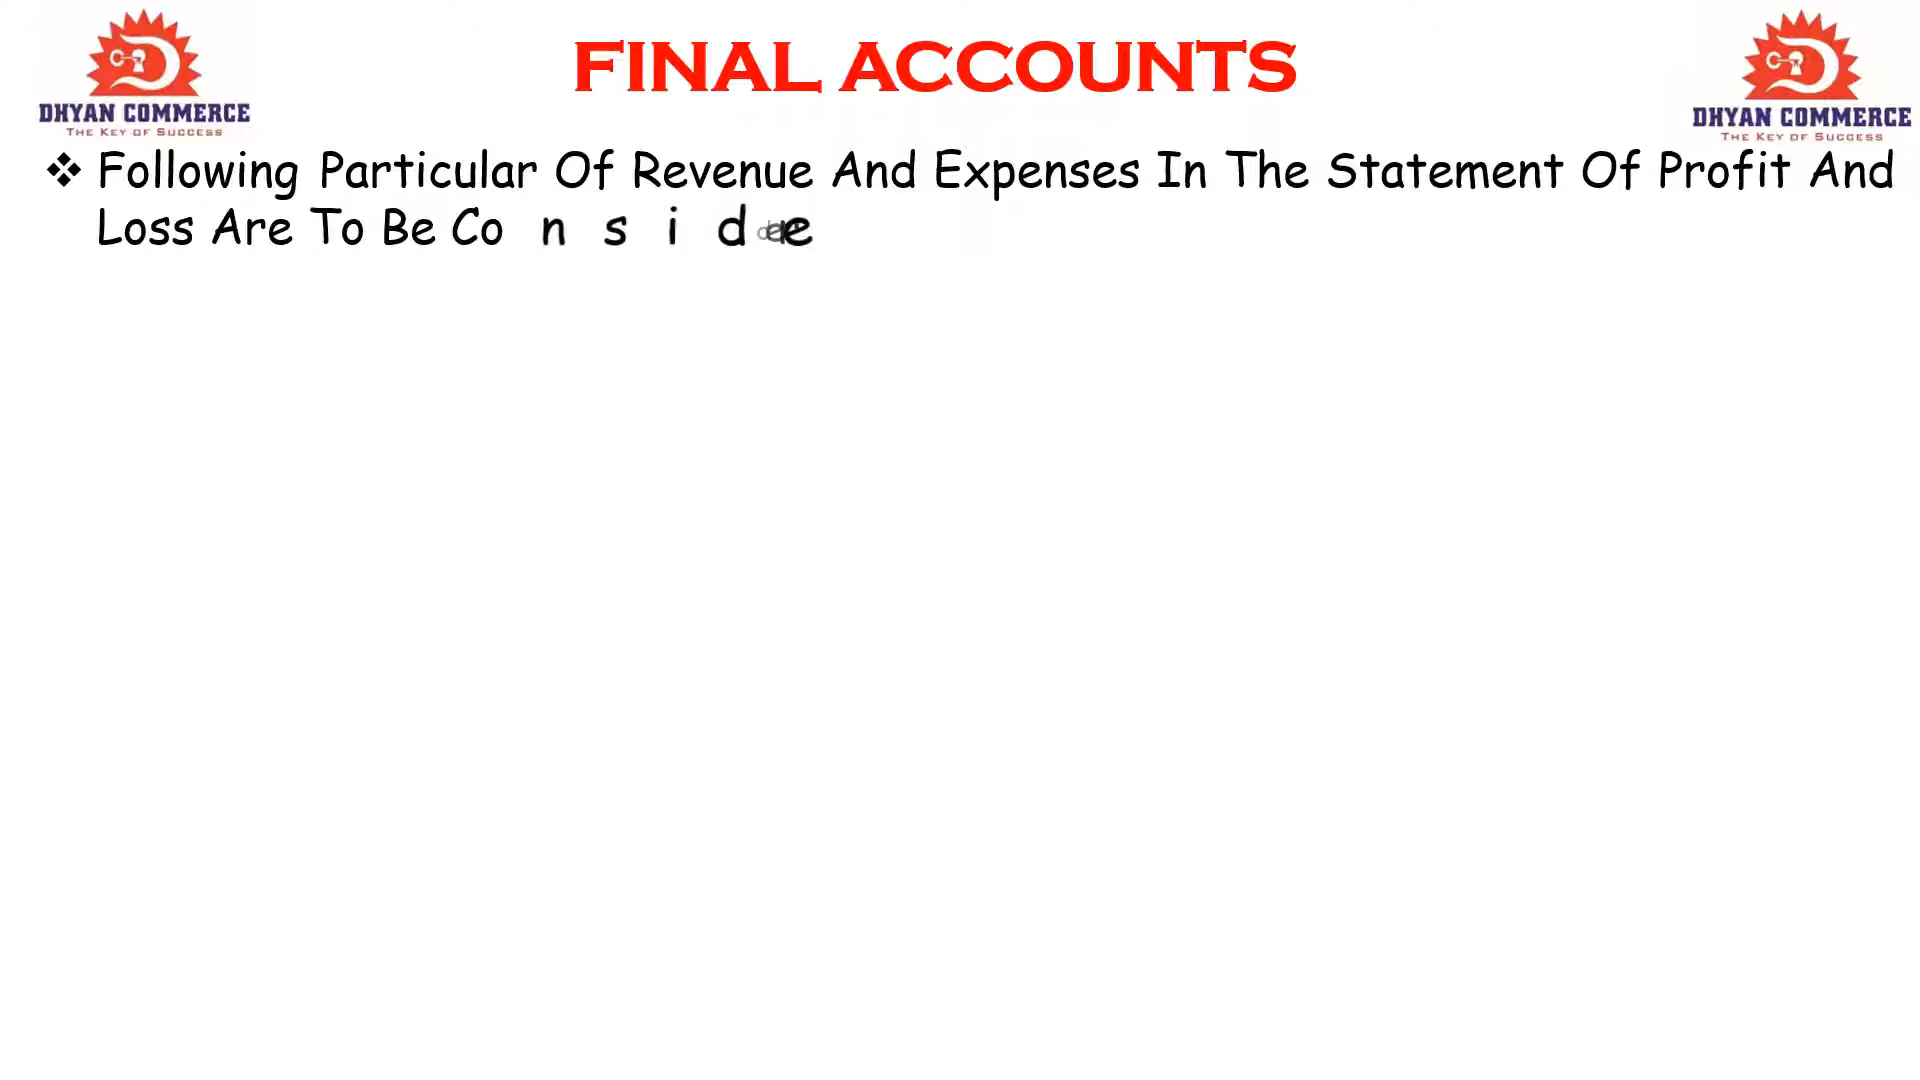 FINAL ACCOUNTS
DHYAN COMMERCE
THE KEY OF SUCCESS
DHYAN COMMERCE
THE KEY OF SUCCESS
❖ Following Particular Of Revenue And Expenses In The Statement Of Profit And
Loss Are To Be Co n s i d e